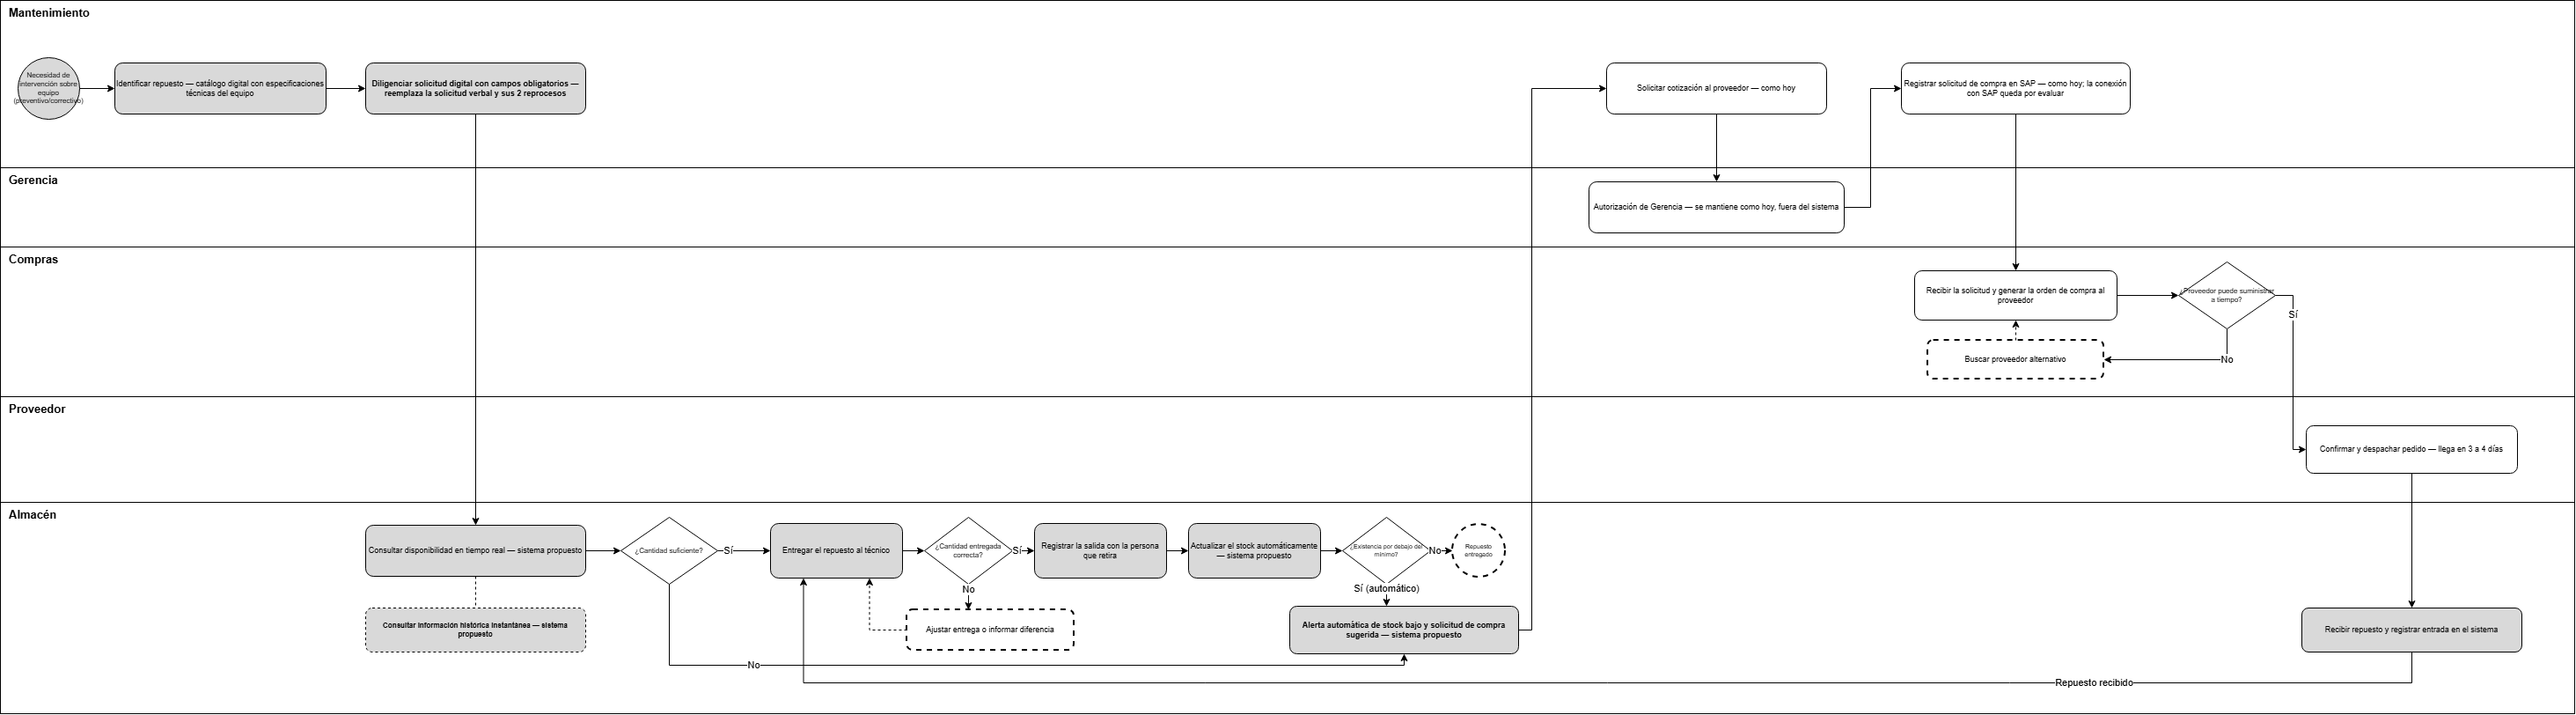 Mantenimiento
Necesidad de
intervención sobre
equipo
(preventivo/correctivo)
Identificar repuesto — catálogo digital con especificaciones
técnicas del equipo
Diligenciar solicitud digital con campos obligatorios —
reemplaza la solicitud verbal y sus 2 reprocesos
Solicitar cotización al proveedor — como hoy
Registrar solicitud de compra en SAP — como hoy; la conexión
con SAP queda por evaluar
Gerencia
Autorización de Gerencia — se mantiene como hoy, fuera del sistema
Compras
Recibir la solicitud y generar la orden de compra al
proveedor
¿Proveedor puede suministrar
a tiempo?
Sí
Buscar proveedor alternativo
No
Proveedor
Confirmar y despachar pedido — llega en 3 a 4 días
Almacén
Consultar disponibilidad en tiempo real — sistema propuesto
¿Cantidad suficiente?
Sí
Entregar el repuesto al técnico
¿Cantidad entregada
correcta?
Sí
Registrar la salida con la persona
que retira
Actualizar el stock automáticamente
— sistema propuesto
¿Existencia por debajo del
mínimo?
No
Repuesto
entregado
No
Sí (automático)
Consultar información histórica instantánea — sistema
propuesto
Ajustar entrega o informar diferencia
Alerta automática de stock bajo y solicitud de compra
sugerida — sistema propuesto
Recibir repuesto y registrar entrada en el sistema
No
Repuesto recibido